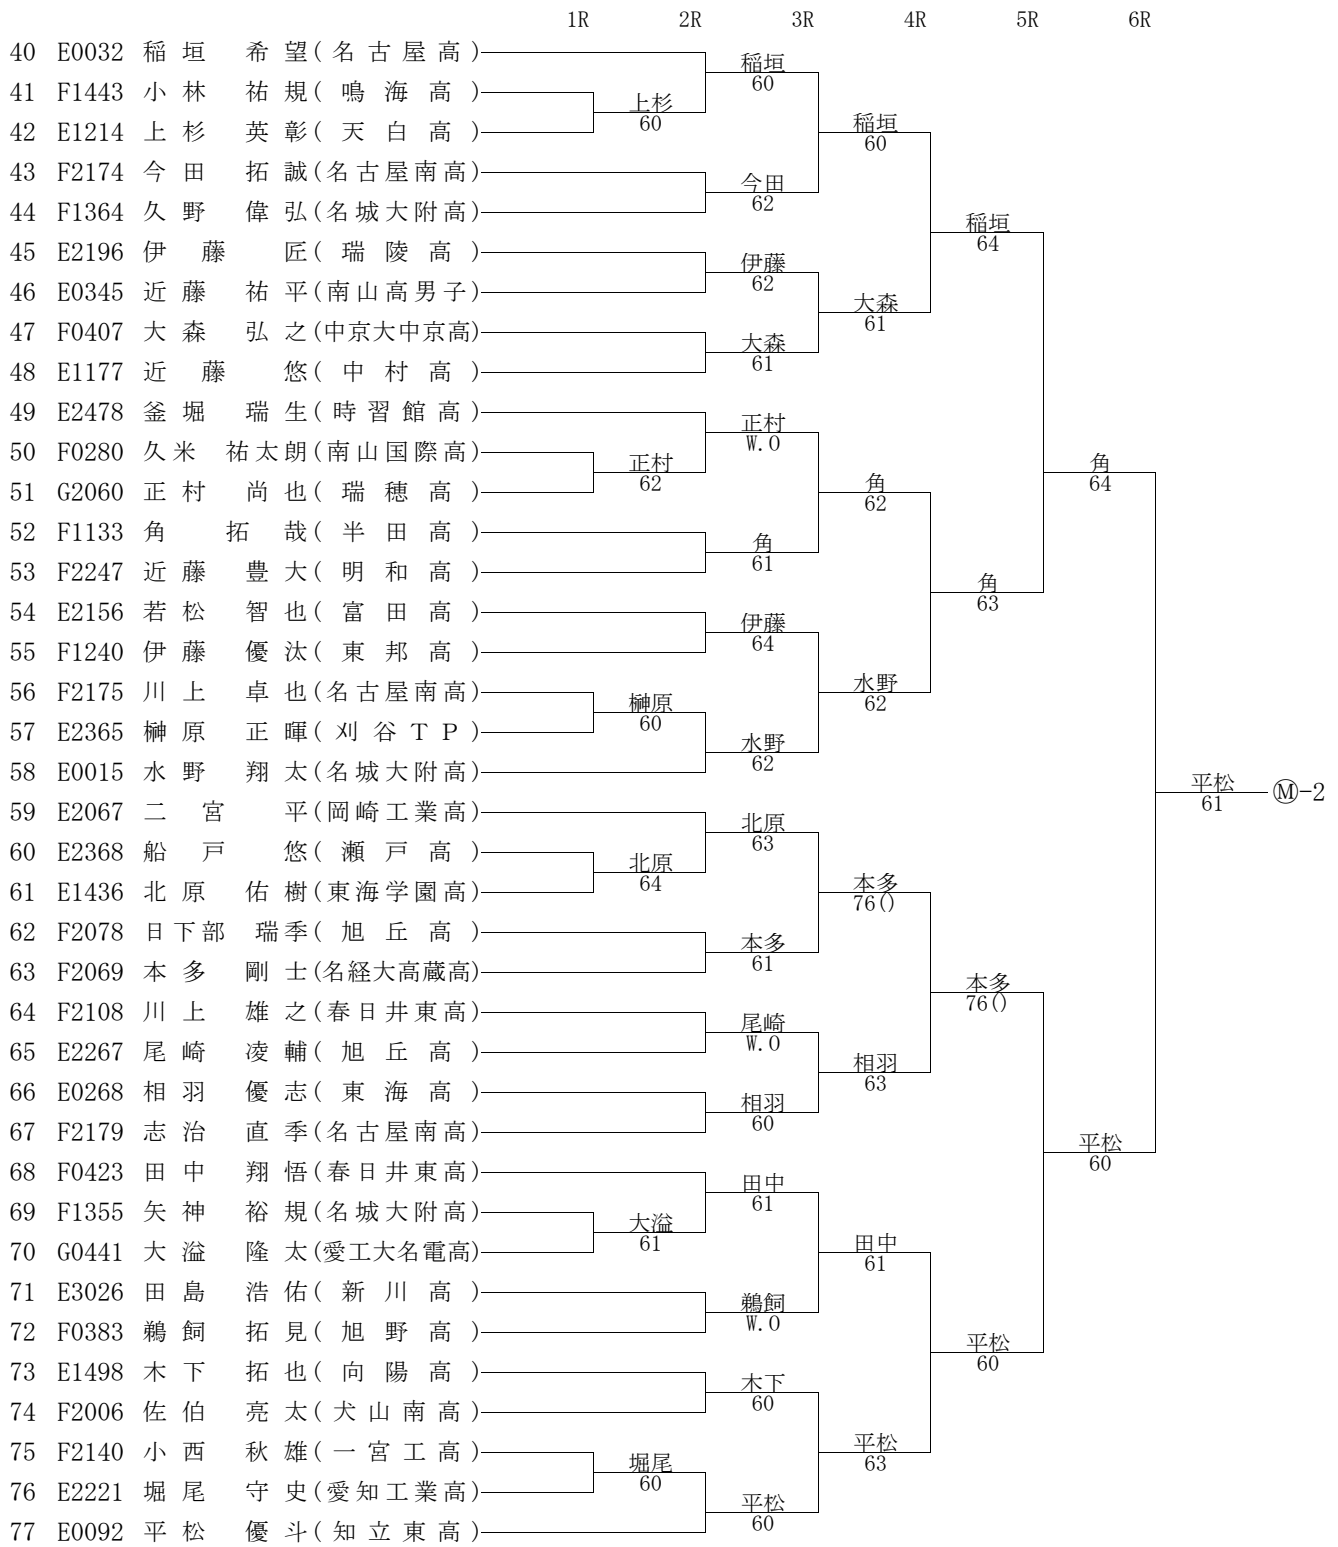 1R 2R 3R 4R 5R 6R
40 E0032 稲垣 希望(名古屋高)
41 F1443 小林 祐規(鳴海高)
42 E1214 上杉 英彰(天白高)
43 F2174 今田 拓誠(名古屋南高)
44 F1364 久野 偉弘(名城大附高)
45 E2196 伊藤 匠(瑞陵高)
46 E0345 近藤 祐平(南山高男子)
47 F0407 大森 弘之(中京大中京高)
48 E1177 近藤 悠(中村高)
49 E2478 釜堀 瑞生(時習館高)
50 F0280 久米 祐太朗(南山国際高)
51 G2060 正村 尚也(瑞穂高)
52 F1133 角 拓哉(半田高)
53 F2247 近藤 豊大(明和高)
54 E2156 若松 智也(富田高)
55 F1240 伊藤 優汰(東邦高)
56 F2175 川上 卓也(名古屋南高)
57 E2365 榊原 正暉(刈谷TP)
58 E0015 水野 翔太(名城大附高)
59 E2067 二宮 平(岡崎工業高)
60 E2368 船戸 悠(瀬戸高)
61 E1436 北原 佑樹(東海学園高)
62 F2078 日下部 瑞季(旭丘高)
63 F2069 本多 剛士(名経大高蔵高)
64 F2108 川上 雄之(春日井東高)
65 E2267 尾崎 凌輔(旭丘高)
66 E0268 相羽 優志(東海高)
67 F2179 志治 直季(名古屋南高)
68 F0423 田中 翔悟(春日井東高)
69 F1355 矢神 裕規(名城大附高)
70 G0441 大溢 隆太(愛工大名電高)
71 E3026 田島 浩佑(新川高)
72 F0383 鵜飼 拓見(旭野高)
73 E1498 木下 拓也(向陽高)
74 F2006 佐伯 亮太(犬山南高)
75 F2140 小西 秋雄(一宮工高)
76 E2221 堀尾 守史(愛知工業高)
77 E0092 平松 優斗(知立東高)
上杉
60
正村
62
榊原
60
北原
64
大溢
61
堀尾
60
稲垣
60
今田
62
伊藤
62
大森
61
正村
W.O
角
61
伊藤
64
水野
62
北原
63
本多
61
尾崎
W.O
相羽
60
田中
61
鵜飼
W.O
木下
60
平松
60
稲垣
60
大森
61
角
62
水野
62
本多
76()
相羽
63
田中
61
平松
63
稲垣
64
角
63
本多
76()
平松
60
角
64
平松
60
平松
61
Ⓜ-2